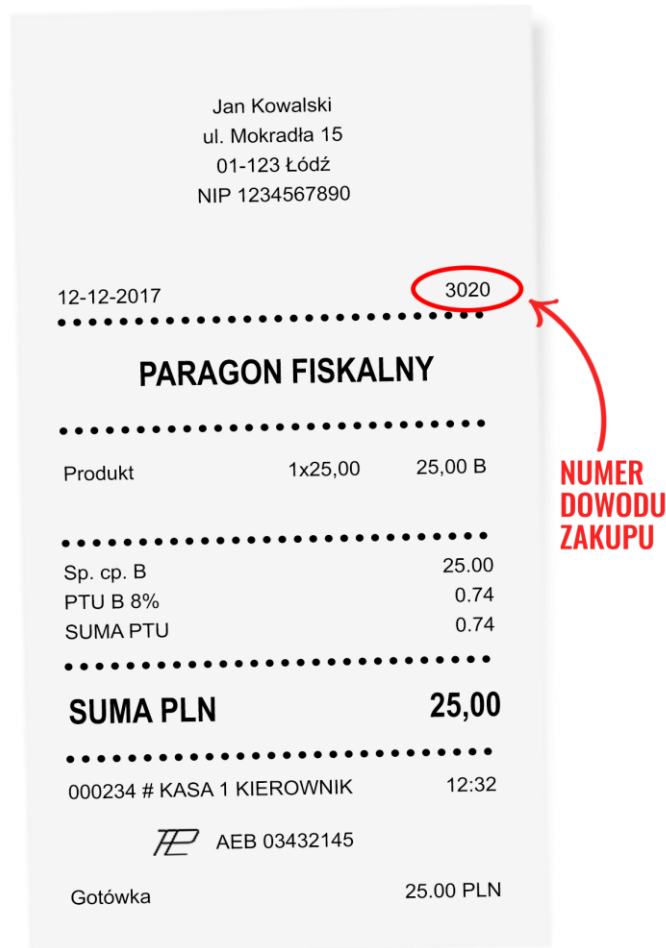 Jan Kowalski
ul. Mokradła 15
01-123 Łódź
NIP 1234567890
12-12-2017 3020
PARAGON FISKALNY
Produkt 1x25,00 25,00 B
NUMER
DOWODU
ZAKUPU
Sp. cp. B 25.00
PTU B 8% 0.74
SUMA PTU 0.74
SUMA PLN 25,00
000234 # KASA 1 KIEROWNIK 12:32
AEB 03432145
Gotówka 25.00 PLN